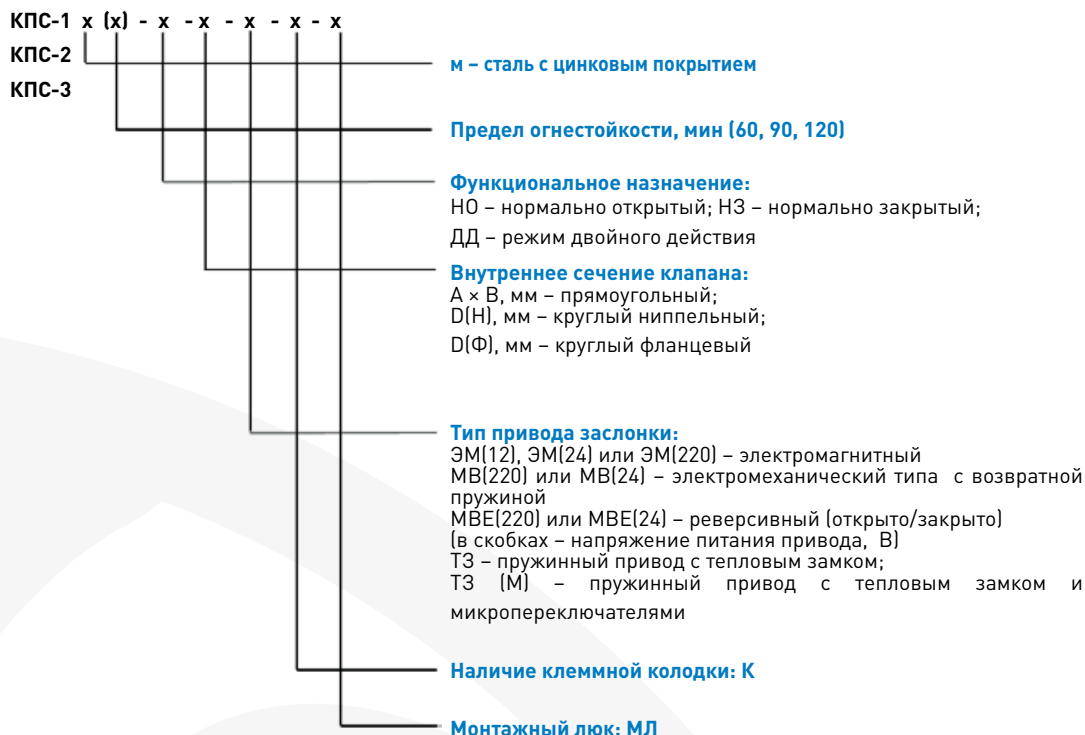 КПС-1 х (х) - х - х - х - х - х
КПС-2
КПС-3
м – сталь с цинковым покрытием
Предел огнестойкости, мин (60, 90, 120)
Функциональное назначение:
НО – нормально открытый; НЗ – нормально закрытый;
ДД – режим двойного действия
Внутреннее сечение клапана:
А × В, мм – прямоугольный;
D(Н), мм – круглый ниппельный;
D(Ф), мм – круглый фланцевый
Тип привода заслонки:
ЭМ(12), ЭМ(24) или ЭМ(220) – электромагнитный
МВ(220) или МВ(24) – электромеханический типа с возвратной
пружиной
МВЕ(220) или МВЕ(24) – реверсивный (открыто/закрыто)
(в скобках – напряжение питания привода, В)
ТЗ – пружинный привод с тепловым замком;
ТЗ (М) – пружинный привод с тепловым замком и
микропереключателями
Наличие клеммной колодки: К
Монтажный люк: МЛ